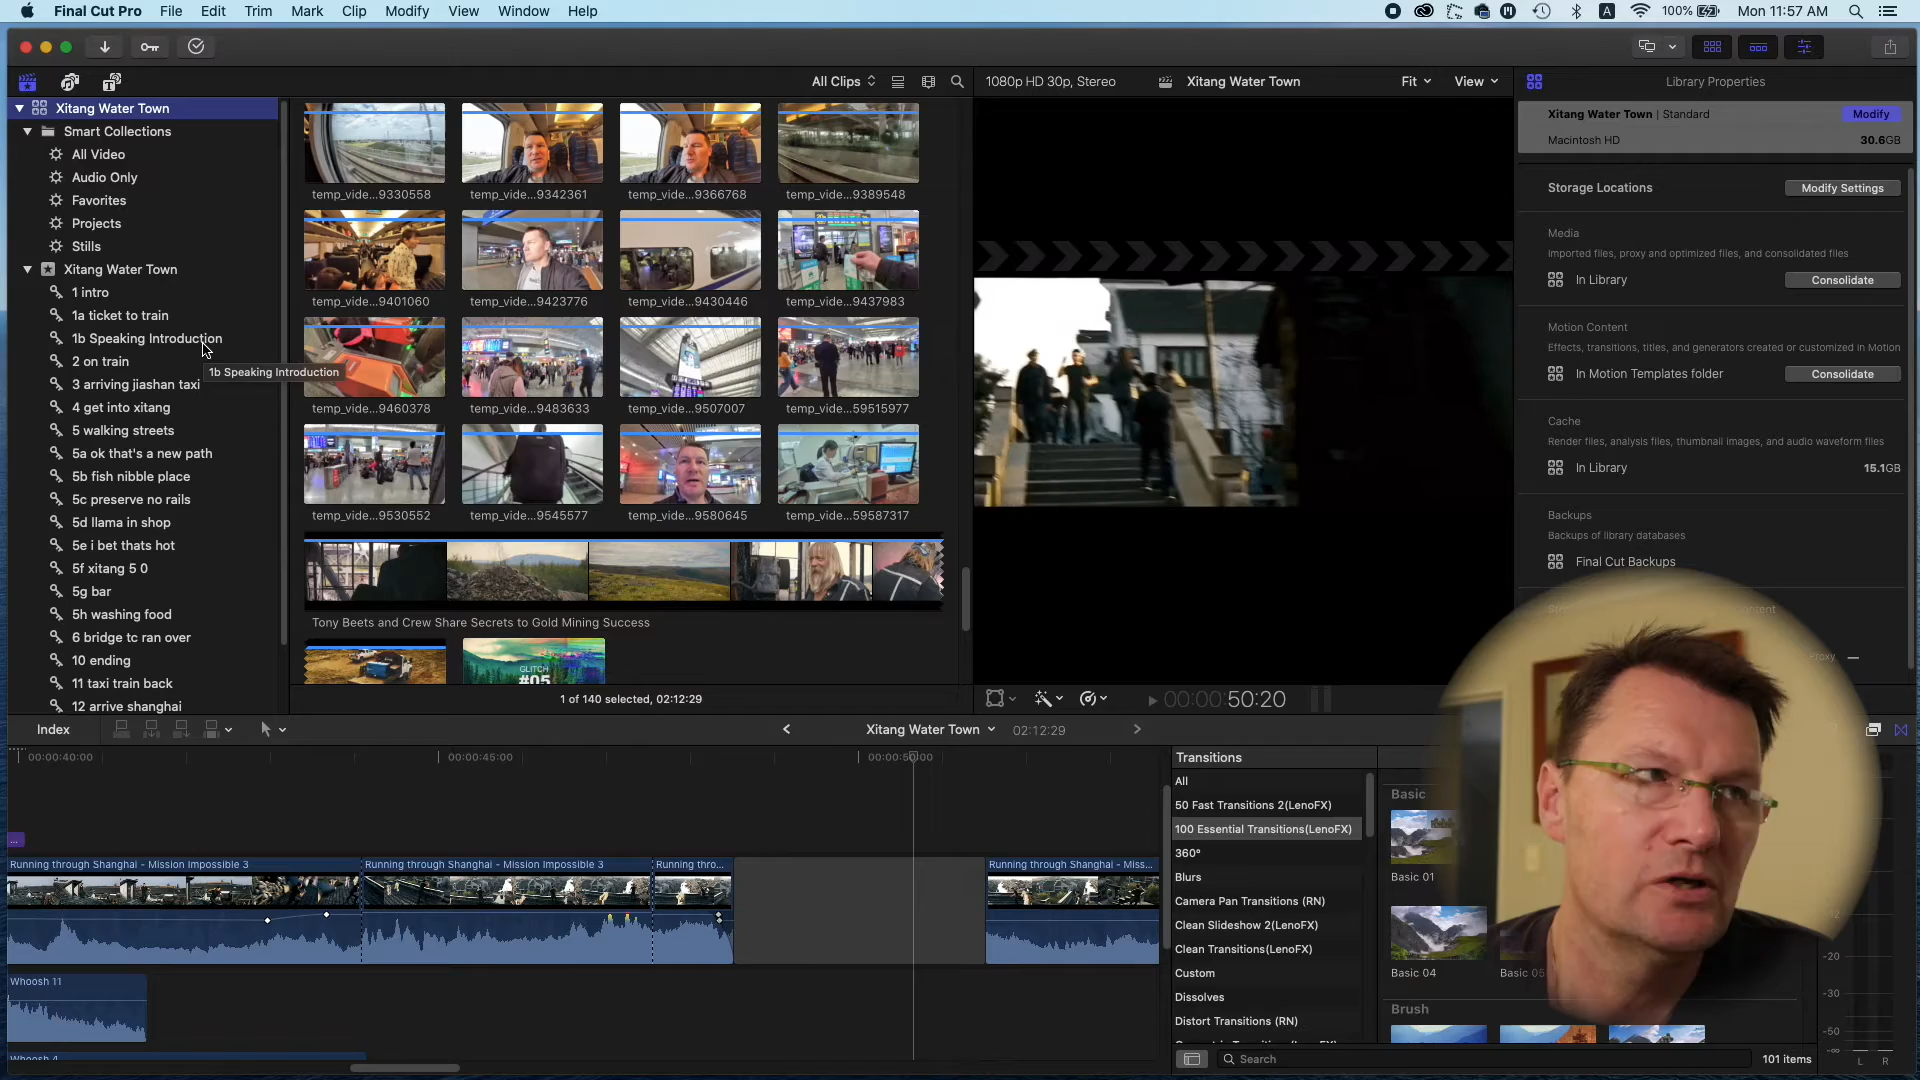 Final Cut Pro File Edit Trim Mark Clip Modify View Window Help
A 100% Mon 11:57 AM
All Clips 1080p HD 30p, Stereo Xitang Water Town Fit View Library Properties
Xitang Water Town
Smart Collections
All Video
Audio Only
Favorites
Projects
Stills
Xitang Water Town
1 intro
1a ticket to train
1b Speaking Introduction
2 on train
1b Speaking Introduction
3 arriving jiashan taxi
4 get into xitang
5 walking streets
5a ok that's a new path
5b fish nibble place
5c preserve no rails
5d llama in shop
5e i bet thats hot
5f xitang 5 0
5g bar
5h washing food
6 bridge tc ran over
10 ending
11 taxi train back
12 arrive shanghai
temp_vide...9330558 temp_vide...9342361 temp_vide...9366768 temp_vide...9389548
temp_vide...9401060 temp_vide...9423776 temp_vide...9430446 temp_vide...9437983
temp_vide...9460378 temp_vide...9483633 temp_vide...9507007 temp_vide...59515977
temp_vide...9530552 temp_vide...9545577 temp_vide...9580645 temp_vide...59587317
Tony Beets and Crew Share Secrets to Gold Mining Success
GLITCH
#05
1 of 140 selected, 02:12:29
00:00:50:20
Xitang Water Town | Standard Modify
Macintosh HD 30.6GB
Storage Locations Modify Settings
Media
Imported files, proxy and optimized files, and consolidated files
In Library Consolidate
Motion Content
Effects, transitions, titles, and generators created or customized in Motion
In Motion Templates folder Consolidate
Cache
Render files, analysis files, thumbnail images, and audio waveform files
In Library 15.1GB
Backups
Backups of library databases
Final Cut Backups
Proxy —
Index Xitang Water Town 02:12:29
00:00:40:00 00:00:45:00 00:00:50:00
...
Running through Shanghai - Mission Impossible 3 Running through Shanghai - Mission Impossible 3 Running thro... Running through Shanghai - Miss...
Whoosh 11
Whoosh 4
Transitions
All
50 Fast Transitions 2(LenoFX)
100 Essential Transitions(LenoFX)
360°
Blurs
Camera Pan Transitions (RN)
Clean Slideshow 2(LenoFX)
Clean Transitions(LenoFX)
Custom
Dissolves
Distort Transitions (RN)
Basic
Basic 01
Basic 04 Basic 05
Brush
Search 101 items
-12
-20
-30
-50
-∞
L R